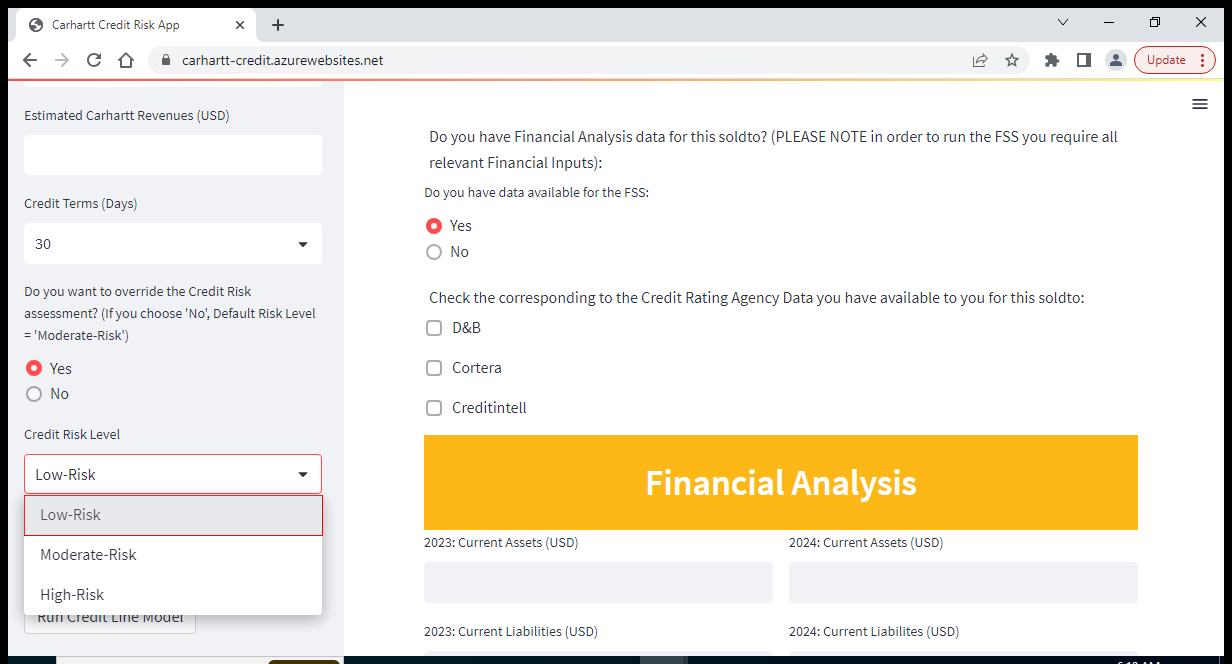 Carhartt Credit Risk App
carhartt-credit.azurewebsites.net
Update
Estimated Carhartt Revenues (USD)
Credit Terms (Days)
30
Do you want to override the Credit Risk
assessment? (If you choose 'No', Default Risk Level
= 'Moderate-Risk')
Yes
No
Credit Risk Level
Low-Risk
Low-Risk
Moderate-Risk
High-Risk
Run Credit Line Model
Do you have Financial Analysis data for this soldto? (PLEASE NOTE in order to run the FSS you require all
relevant Financial Inputs):
Do you have data available for the FSS:
Yes
No
Check the corresponding to the Credit Rating Agency Data you have available to you for this soldto:
D&B
Cortera
Creditintell
Financial Analysis
2023: Current Assets (USD)
2024: Current Assets (USD)
2023: Current Liabilities (USD)
2024: Current Liabilites (USD)